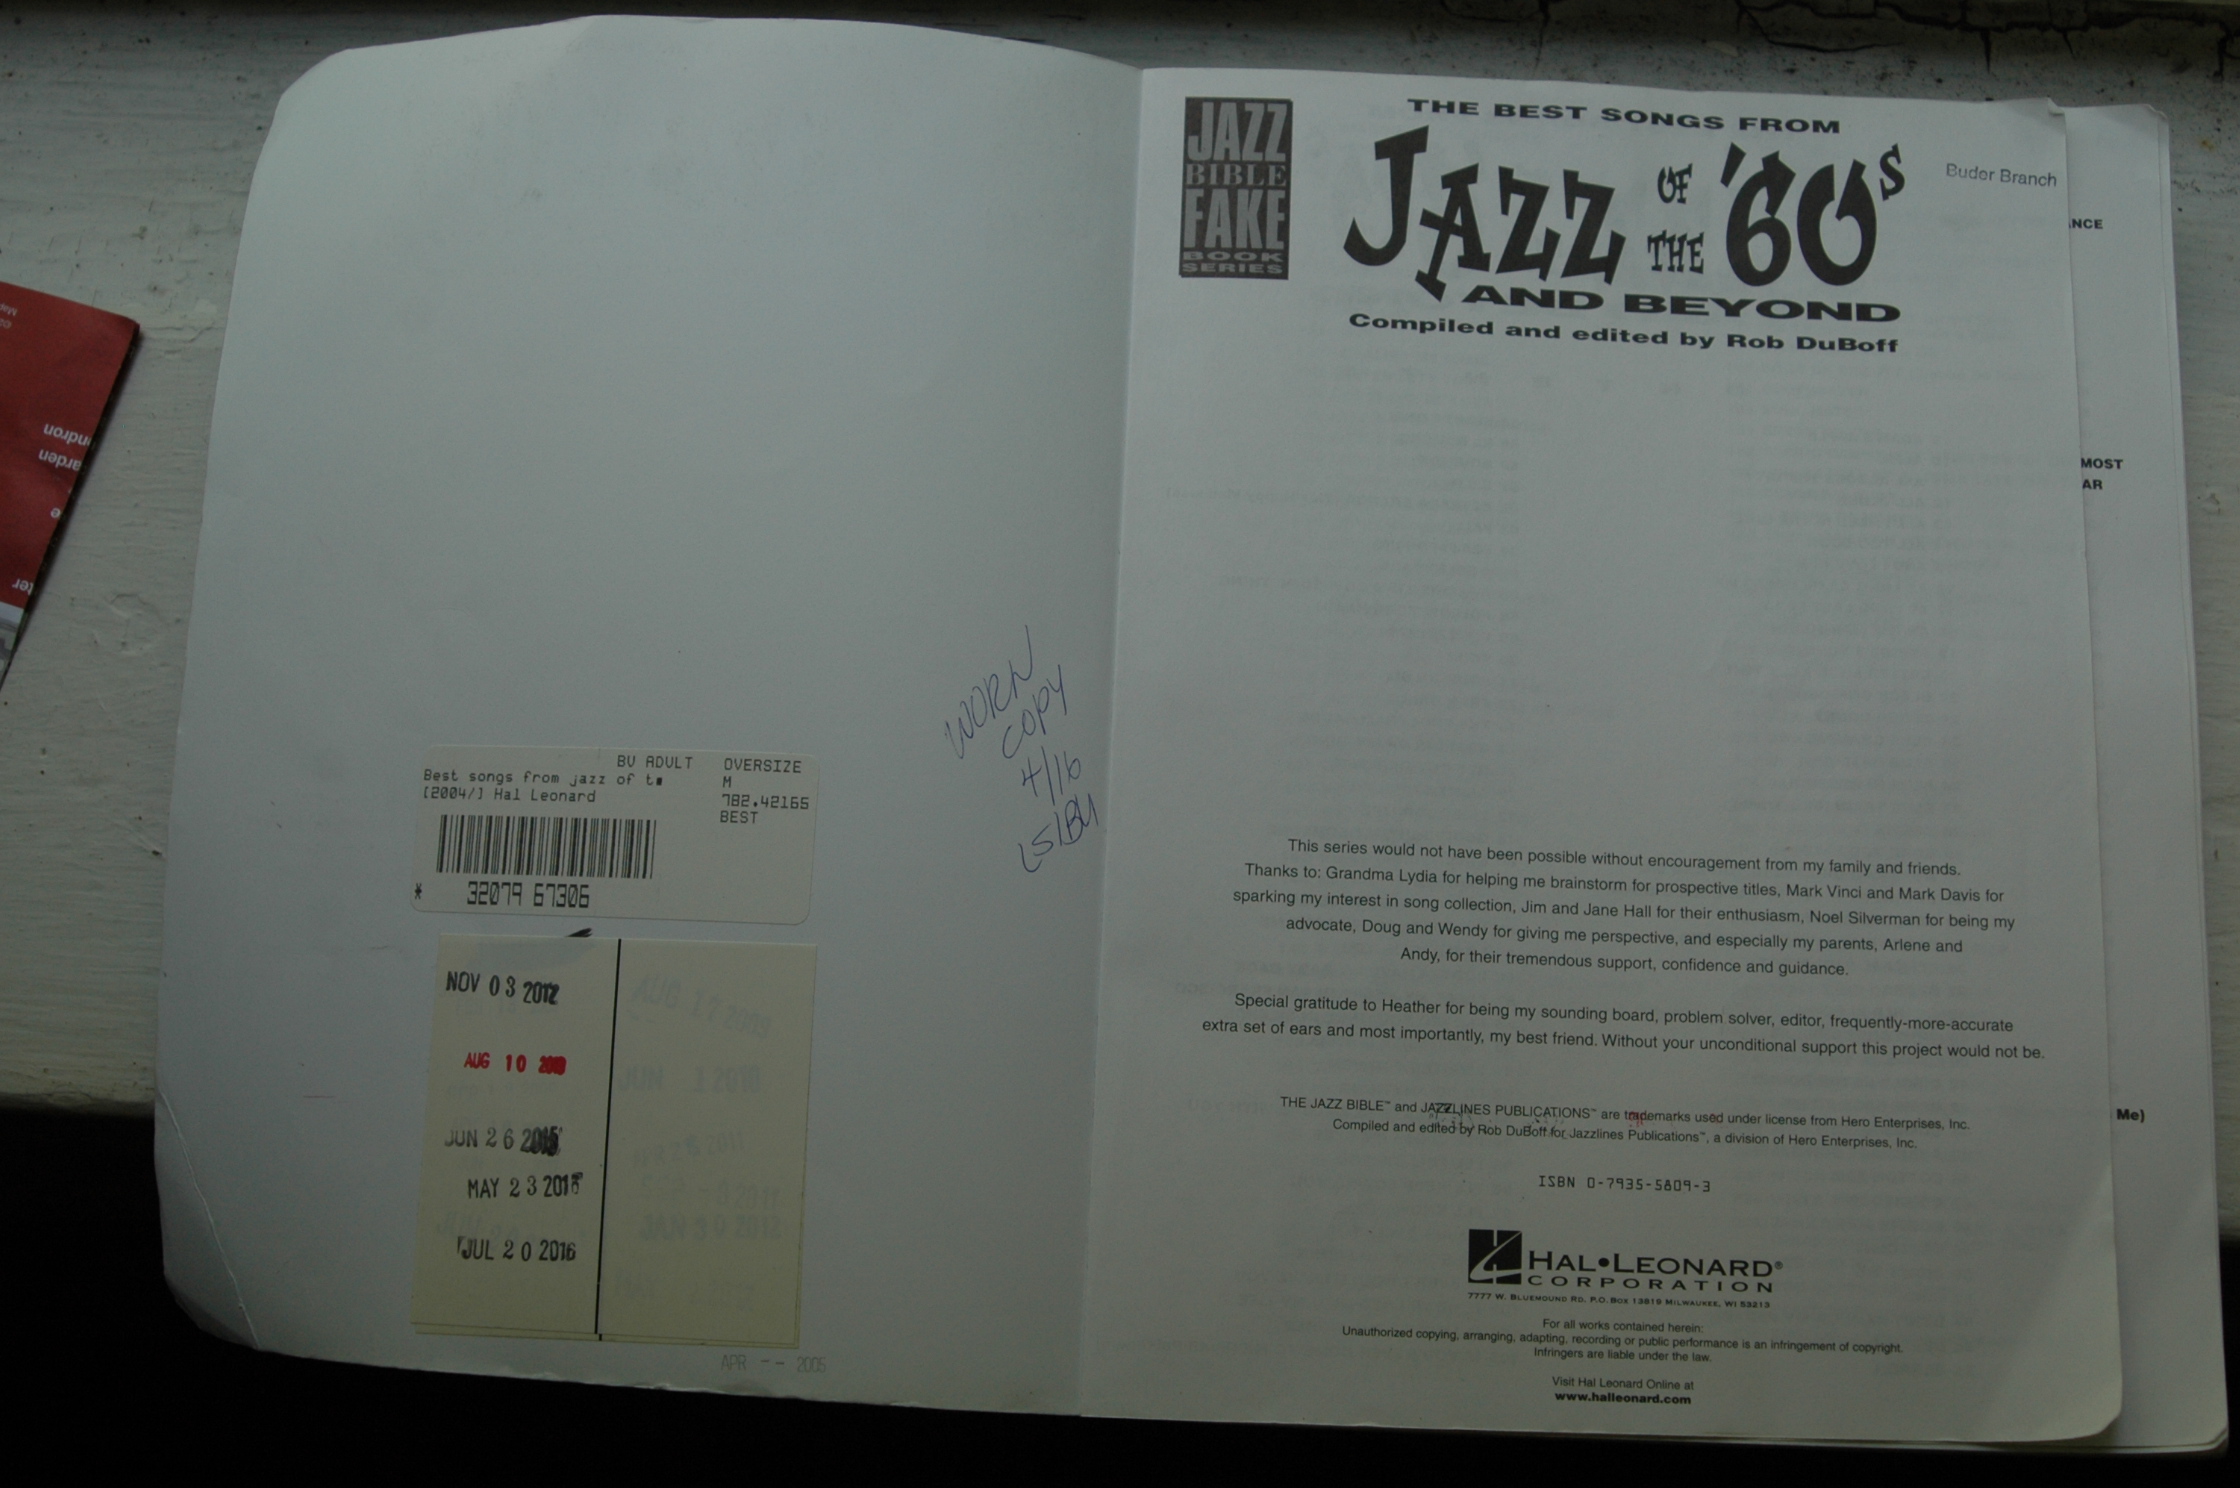 BU ADULT OVERSIZE
Best songs from jazz of t M
[2004/] Hal Leonard 782.42165
BEST
* 32079 67306
WORN
COPY
4/16
NOV 03 2012
AUG 10
JUN 26 2015
MAY 23 201
JUL 20 2016
AUG 17 2009
JUN 1 2010
2011
2011
JAN 30 2012
APR -- 2005
JAZZ
BIBLE
FAKE
BOOK
SERIES
THE BEST SONGS FROM
JAZZ OF THE '60s
AND BEYOND
Compiled and edited by Rob DuBoff
Buder Branch
This series would not have been possible without encouragement from my family and friends.
Thanks to: Grandma Lydia for helping me brainstorm for prospective titles, Mark Vinci and Mark Davis for
sparking my interest in song collection, Jim and Jane Hall for their enthusiasm, Noel Silverman for being my
advocate, Doug and Wendy for giving me perspective, and especially my parents, Arlene and
Andy, for their tremendous support, confidence and guidance.
Special gratitude to Heather for being my sounding board, problem solver, editor, frequently-more-accurate
extra set of ears and most importantly, my best friend. Without your unconditional support this project would not be.
THE JAZZ BIBLE™ and JAZZLINES PUBLICATIONS™ are trademarks used under license from Hero Enterprises, Inc.
Compiled and edited by Rob DuBoff for Jazzlines Publications™, a division of Hero Enterprises, Inc.
ISBN 0-7935-5809-3
HAL•LEONARD®
CORPORATION
7777 W. BLUEMOUND RD. P.O. BOX 13819 MILWAUKEE, WI 53213
For all works contained herein:
Unauthorized copying, arranging, adapting, recording or public performance is an infringement of copyright.
Infringers are liable under the law.
Visit Hal Leonard Online at
www.halleonard.com
NCE
MOST
AR
Me)
ndron
arden
e
ter